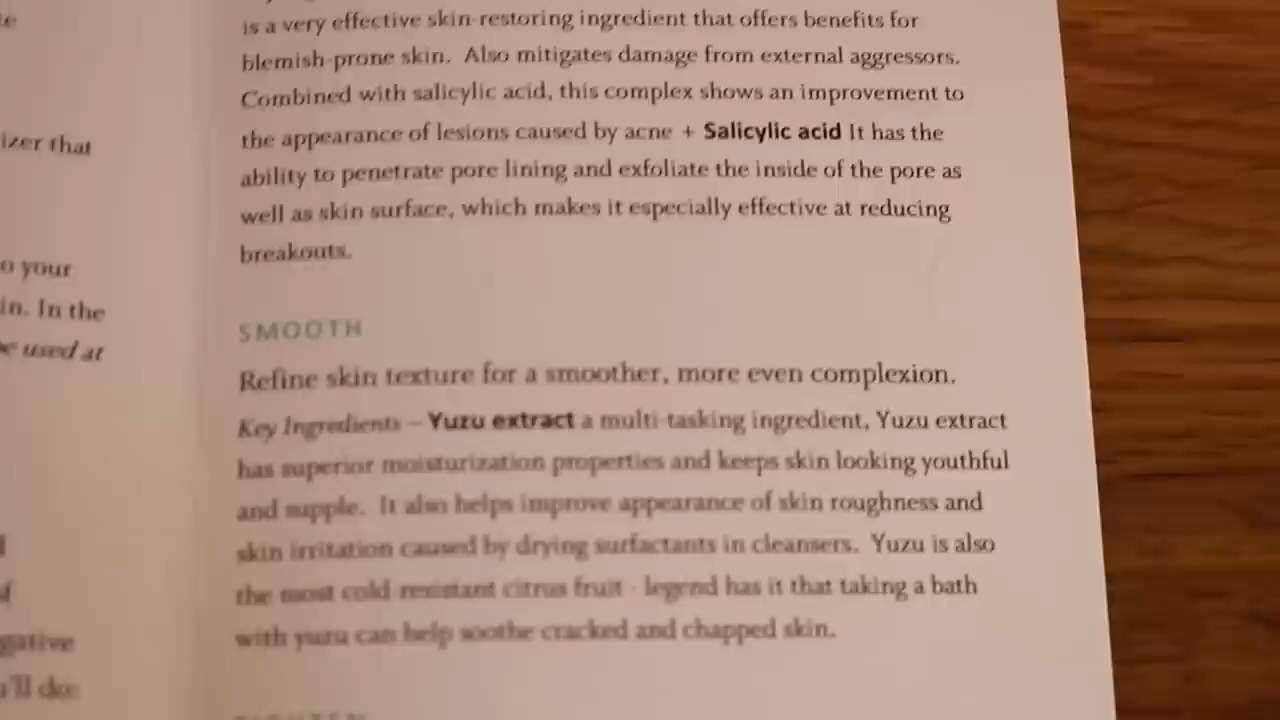 izer that
o your
in. In the
e used at
gative
is a very effective skin-restoring ingredient that offers benefits for
blemish-prone skin. Also mitigates damage from external aggressors.
Combined with salicylic acid, this complex shows an improvement to
the appearance of lesions caused by acne + Salicylic acid It has the
ability to penetrate pore lining and exfoliate the inside of the pore as
well as skin surface, which makes it especially effective at reducing
breakouts.
SMOOTH
Refine skin texture for a smoother, more even complexion.
Key Ingredients – Yuzu extract a multi-tasking ingredient, Yuzu extract
has superior moisturization properties and keeps skin looking youthful
and supple. It also helps improve appearance of skin roughness and
skin irritation caused by drying surfactants in cleansers. Yuzu is also
the most cold-resistant citrus fruit - legend has it that taking a bath
with yuzu can help soothe cracked and chapped skin.